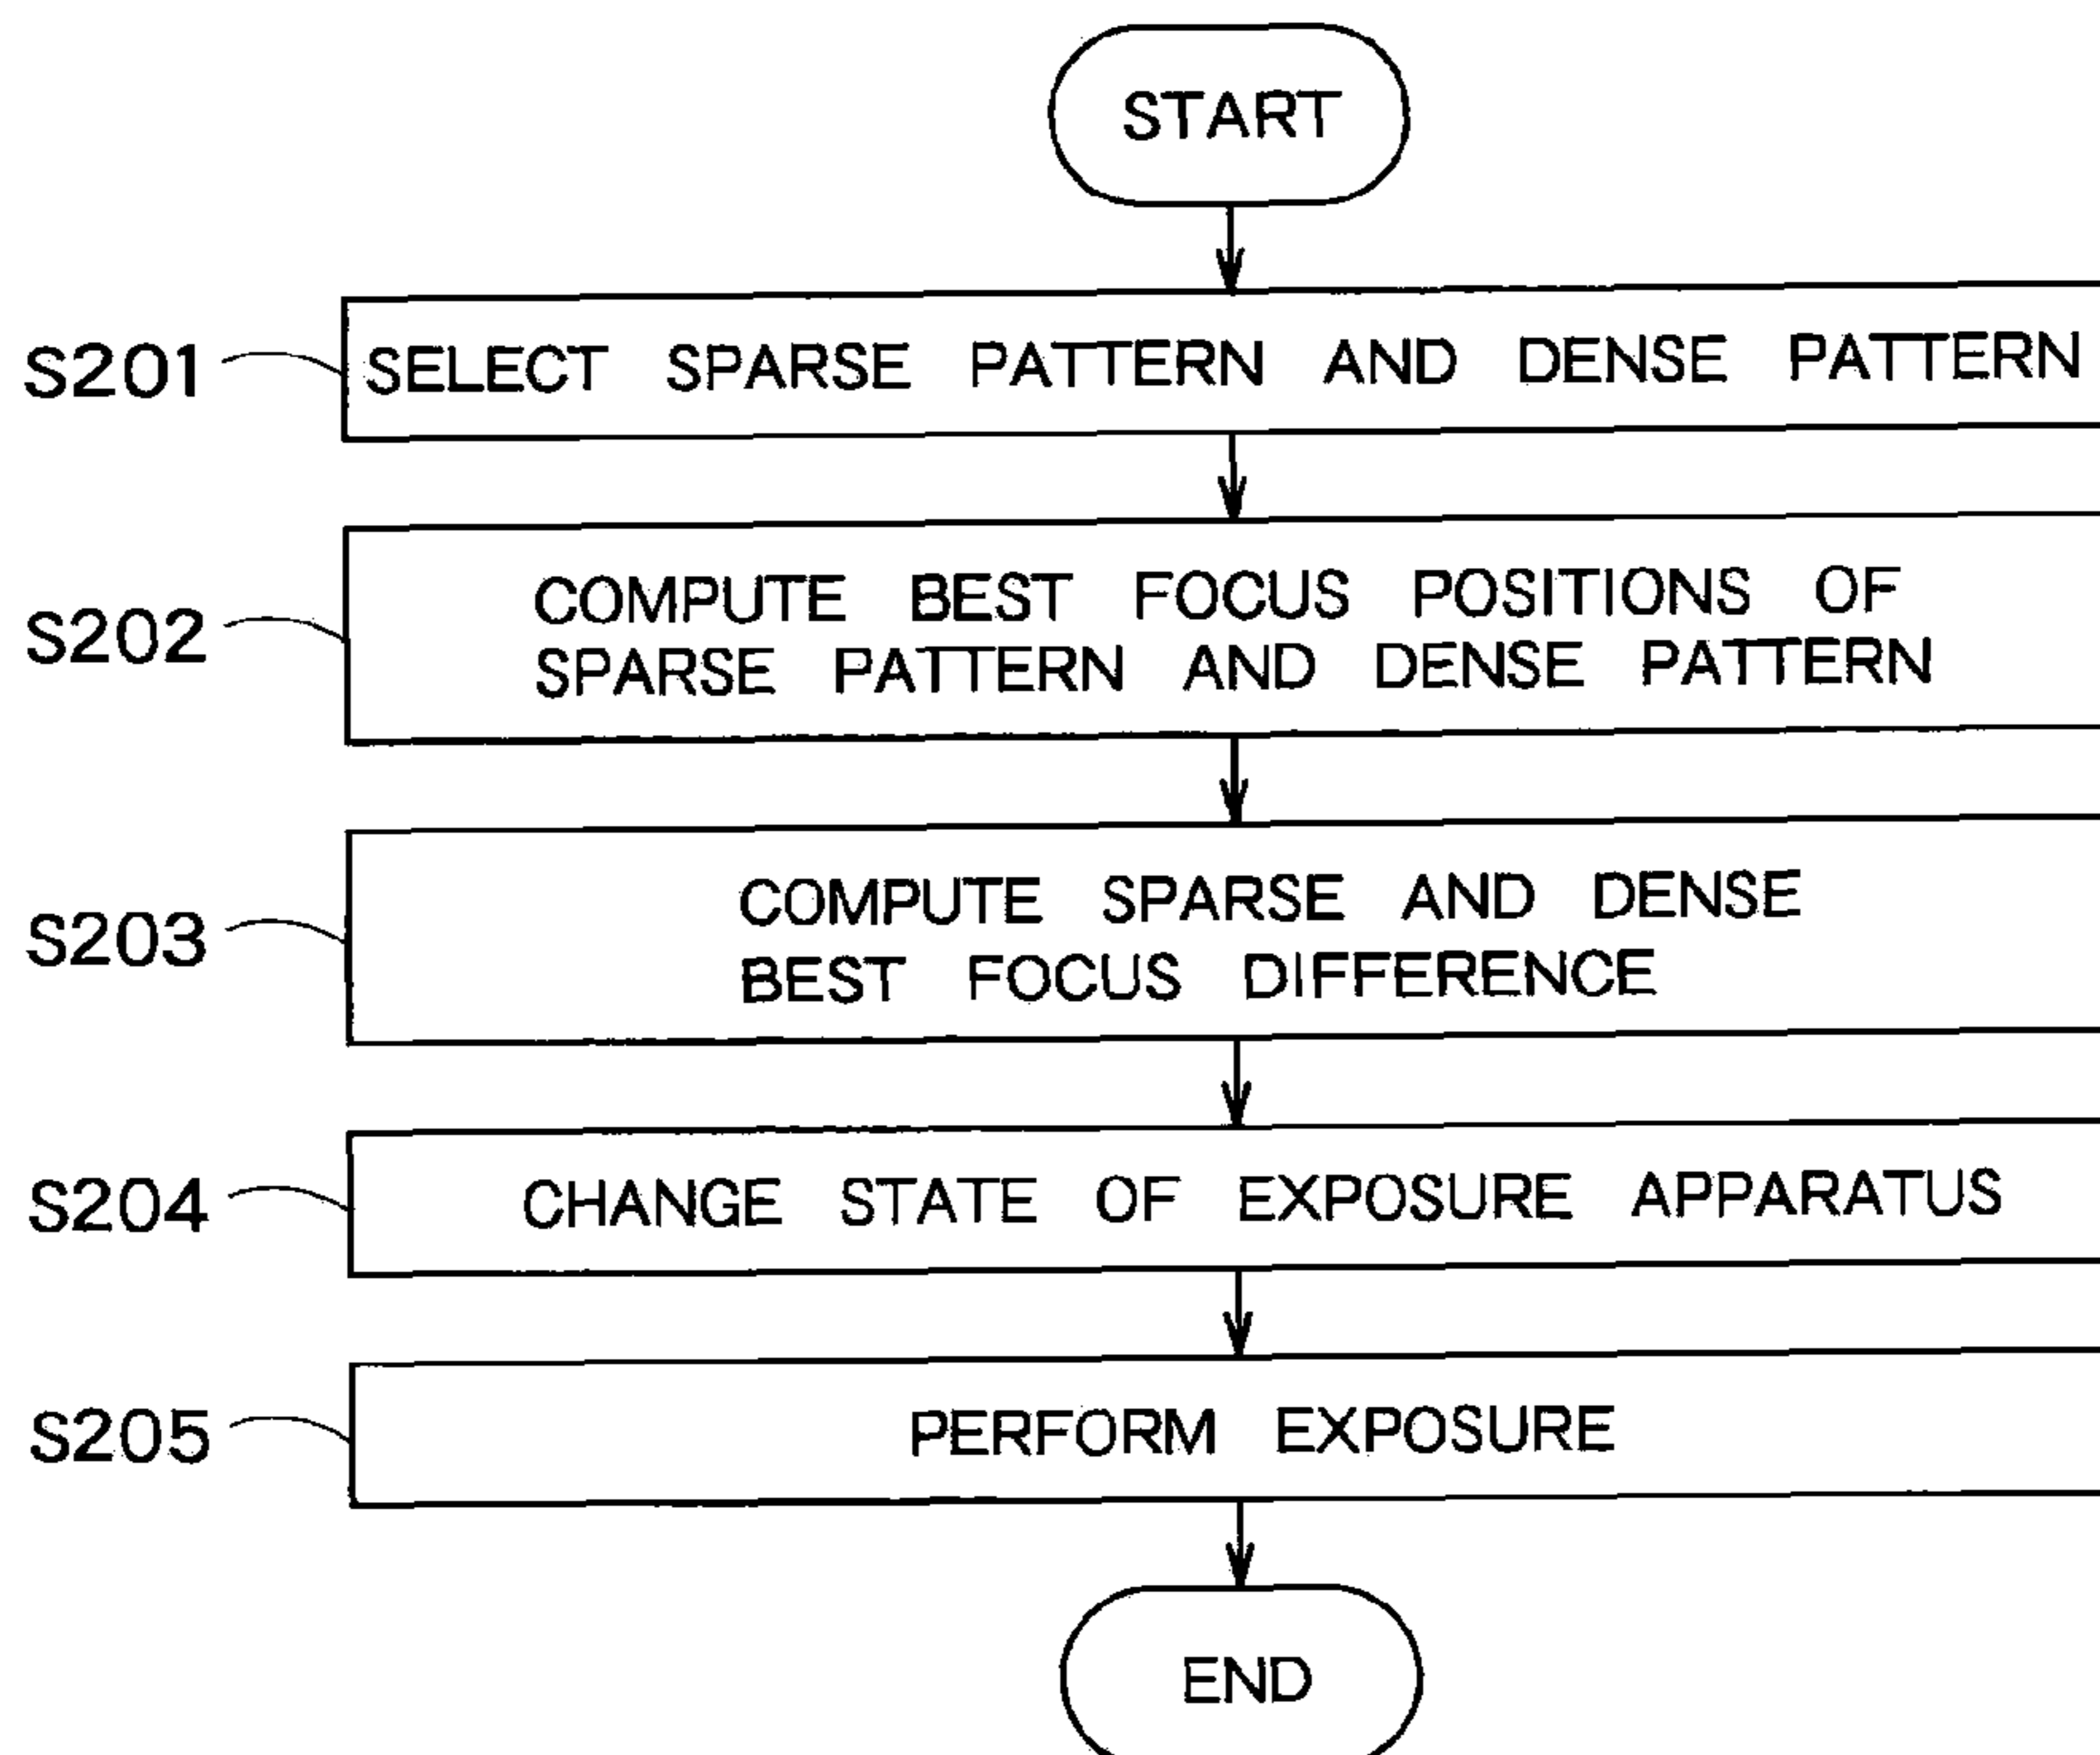 START
S201
SELECT SPARSE PATTERN AND DENSE PATTERN
S202
COMPUTE BEST FOCUS POSITIONS OF
SPARSE PATTERN AND DENSE PATTERN
S203
COMPUTE SPARSE AND DENSE
BEST FOCUS DIFFERENCE
S204
CHANGE STATE OF EXPOSURE APPARATUS
S205
PERFORM EXPOSURE
END